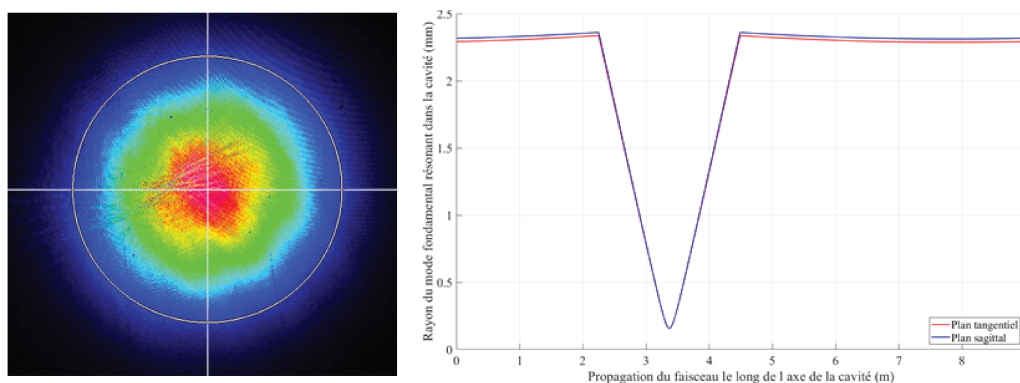 2.5
2
1.5
1
0.5
0
Rayon du mode fondamental résonant dans la cavité (mm)
Plan tangentiel
Plan sagittal
0 1 2 3 4 5 6 7 8
Propagation du faisceau le long de l axe de la cavité (m)